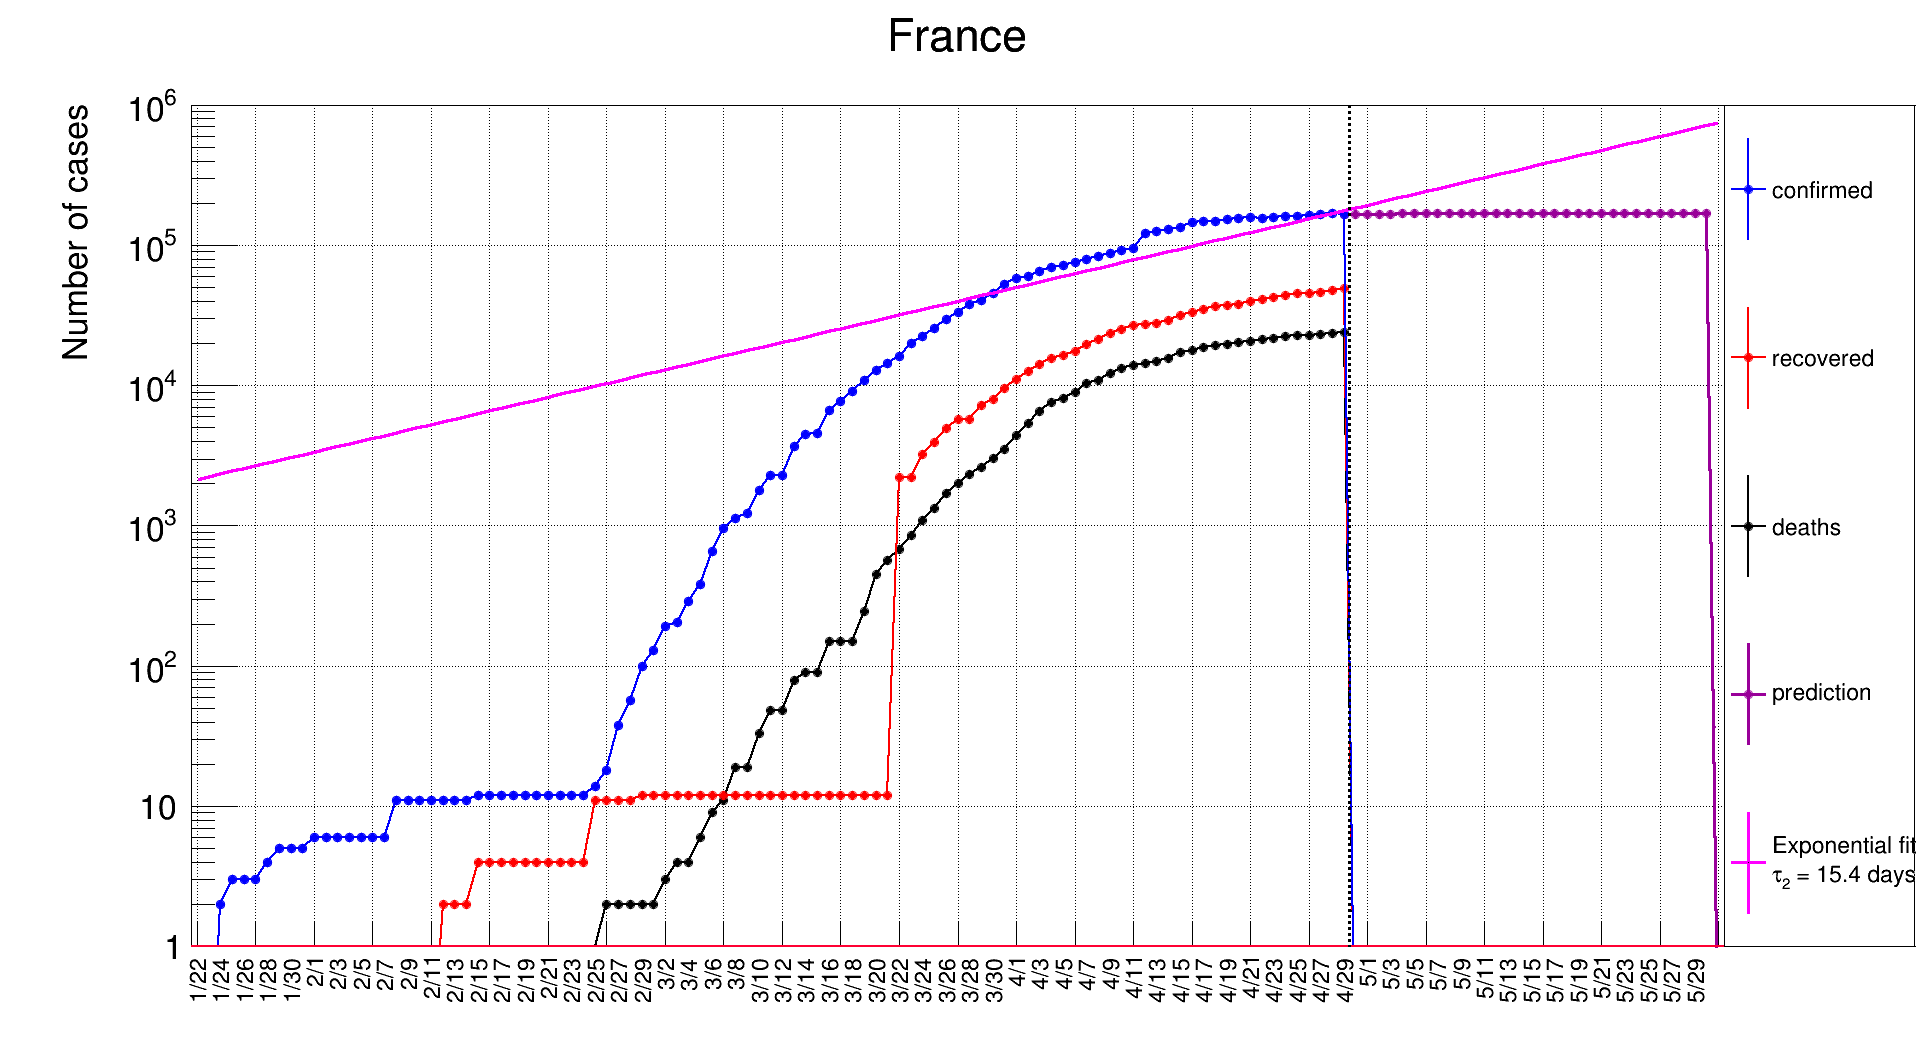 France
Number of cases
10^6
10^5
10^4
10^3
10^2
10
1
1/22 1/24 1/26 1/28 1/30 2/1 2/3 2/5 2/7 2/9 2/11 2/13 2/15 2/17 2/19 2/21 2/23 2/25 2/27 2/29 3/2 3/4 3/6 3/8 3/10 3/12 3/14 3/16 3/18 3/20 3/22 3/24 3/26 3/28 3/30 4/1 4/3 4/5 4/7 4/9 4/11 4/13 4/15 4/17 4/19 4/21 4/23 4/25 4/27 4/29 5/1 5/3 5/5 5/7 5/9 5/11 5/13 5/15 5/17 5/19 5/21 5/23 5/25 5/27 5/29
confirmed
recovered
deaths
prediction
Exponential fit
τ₂ = 15.4 days